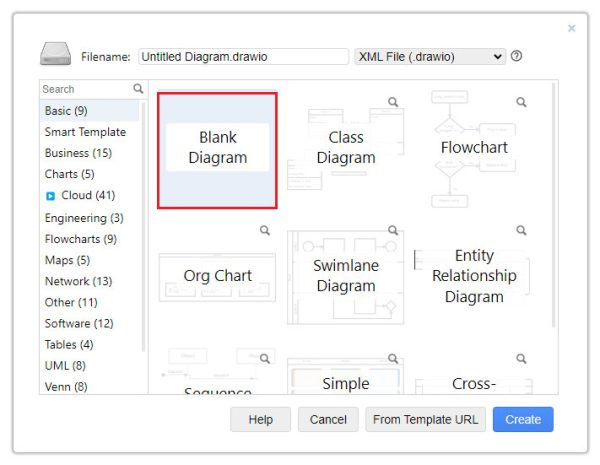 Filename: Untitled Diagram.drawio XML File (.drawio)
Search
Basic (9)
Smart Template
Business (15)
Charts (5)
Cloud (41)
Engineering (3)
Flowcharts (9)
Maps (5)
Network (13)
Other (11)
Software (12)
Tables (4)
UML (8)
Venn (8)
Blank
Diagram
Class
Diagram
Flowchart
Org Chart
Swimlane
Diagram
Entity
Relationship
Diagram
Sequence
Simple
Cross-
Help Cancel From Template URL Create